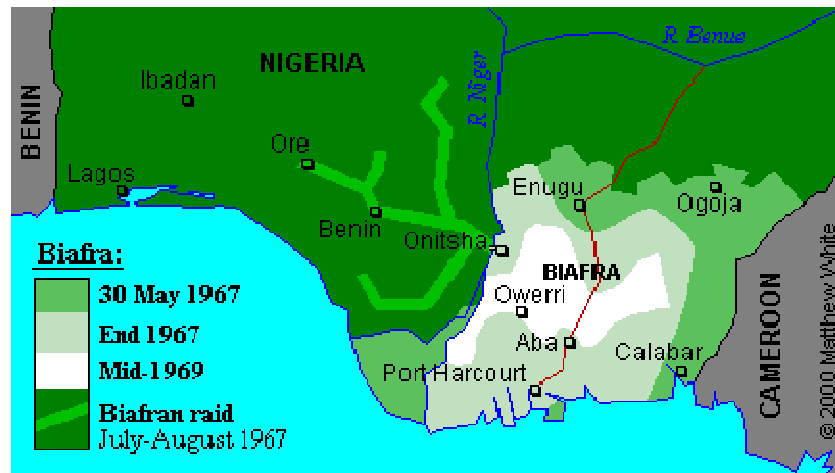 NIGERIA
R Benue
Ibadan
R Niger
BENIN
Ore
Lagos
Enugu
Ogoja
Benin
Onitsha
BIAFRA
Owerri
Aba
Calabar
Port Harcourt
CAMEROON
Biafra:
30 May 1967
End 1967
Mid-1969
Biafran raid
July-August 1967
© 2000 Matthew White